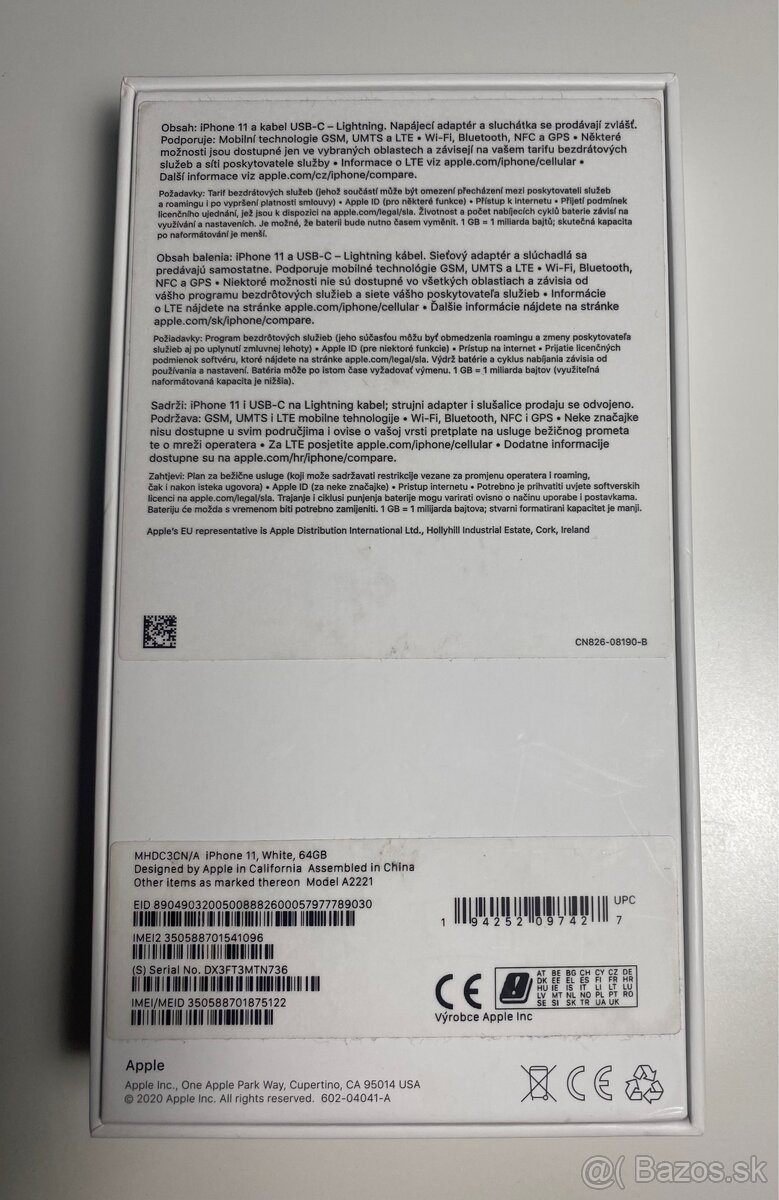 Obsah: iPhone 11 a kabel USB-C – Lightning. Napájecí adaptér a sluchátka se prodávají zvlášť.
Podporuje: Mobilní technologie GSM, UMTS a LTE • Wi-Fi, Bluetooth, NFC a GPS • Některé
možnosti jsou dostupné jen ve vybraných oblastech a závisejí na vašem tarifu bezdrátových
služeb a síti poskytovatele služby • Informace o LTE viz apple.com/iphone/cellular •
Další informace viz apple.com/cz/iphone/compare.
Požadavky: Tarif bezdrátových služeb (jehož součástí může být omezení přecházení mezi poskytovateli služeb
a roamingu i po vypršení platnosti smlouvy) • Apple ID (pro některé funkce) • Přístup k internetu • Přijetí podmínek
licenčního ujednání, jež jsou k dispozici na apple.com/legal/sla. Životnost a počet nabíjecích cyklů baterie závisí na
využívání a nastaveních. Je možné, že baterii bude nutno časem vyměnit. 1 GB = 1 miliarda bajtů; skutečná kapacita
po naformátování je menší.
Obsah balenia: iPhone 11 a USB-C – Lightning kábel. Sieťový adaptér a slúchadlá sa
predávajú samostatne. Podporuje mobilné technológie GSM, UMTS a LTE • Wi-Fi, Bluetooth,
NFC a GPS • Niektoré možnosti nie sú dostupné vo všetkých oblastiach a závisia od
vášho programu bezdrôtových služieb a siete vášho poskytovateľa služieb • Informácie
o LTE nájdete na stránke apple.com/iphone/cellular • Ďalšie informácie nájdete na stránke
apple.com/sk/iphone/compare.
Požiadavky: Program bezdrôtových služieb (jeho súčasťou môžu byť obmedzenia roamingu a zmeny poskytovateľa
služieb aj po uplynutí zmluvnej lehoty) • Apple ID (pre niektoré funkcie) • Prístup na internet • Prijatie licenčných
podmienok softvéru, ktoré nájdete na stránke apple.com/legal/sla. Výdrž batérie a cyklus nabíjania závisia od
používania a nastavení. Batéria môže po istom čase vyžadovať výmenu. 1 GB = 1 miliarda bajtov (využiteľná
naformátovaná kapacita je nižšia).
Sadrži: iPhone 11 i USB-C na Lightning kabel; strujni adapter i slušalice prodaju se odvojeno.
Podržava: GSM, UMTS i LTE mobilne tehnologije • Wi-Fi, Bluetooth, NFC i GPS • Neke značajke
nisu dostupne u svim područjima i ovise o vašoj vrsti pretplate na usluge bežičnog prometa
te o mreži operatera • Za LTE posjetite apple.com/iphone/cellular • Dodatne informacije
dostupne su na apple.com/hr/iphone/compare.
Zahtjevi: Plan za bežične usluge (koji može sadržavati restrikcije vezane za promjenu operatera i roaming,
čak i nakon isteka ugovora) • Apple ID (za neke značajke) • Pristup internetu • Potrebno je prihvatiti uvjete softverskih
licenci na apple.com/legal/sla. Trajanje i ciklusi punjenja baterije mogu varirati ovisno o načinu uporabe i postavkama.
Bateriju će možda s vremenom biti potrebno zamijeniti. 1 GB = 1 milijarda bajtova; stvarni formatirani kapacitet je manji.
Apple's EU representative is Apple Distribution International Ltd., Hollyhill Industrial Estate, Cork, Ireland
CN826-08190-B
MHDC3CN/A iPhone 11, White, 64GB
Designed by Apple in California Assembled in China
Other items as marked thereon Model A2221
EID 89049032005008882600057977789030
IMEI2 350588701541096
(S) Serial No. DX3FT3MTN736
IMEI/MEID 350588701875122
UPC
1 94252 09742 7
CE
AT BE BG CH CY CZ DE
DK EE EL ES FI FR HR
HU IE IS IT LI LT LU
LV MT NL NO PL PT RO
SE SI SK TR UA UK
Výrobce Apple Inc
Apple
Apple Inc., One Apple Park Way, Cupertino, CA 95014 USA
© 2020 Apple Inc. All rights reserved. 602-04041-A
CE
@( Bazos.sk